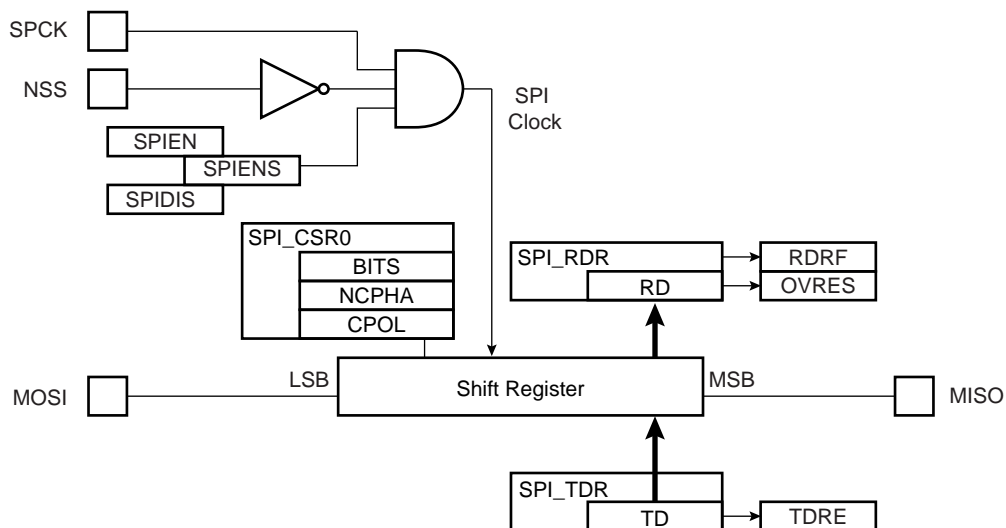 SPCK
NSS
SPI
Clock
SPIEN
SPIENS
SPIDIS
SPI_CSR0
BITS
NCPHA
CPOL
SPI_RDR
RD
RDRF
OVRES
MOSI
LSB
Shift Register
MSB
MISO
SPI_TDR
TD
TDRE